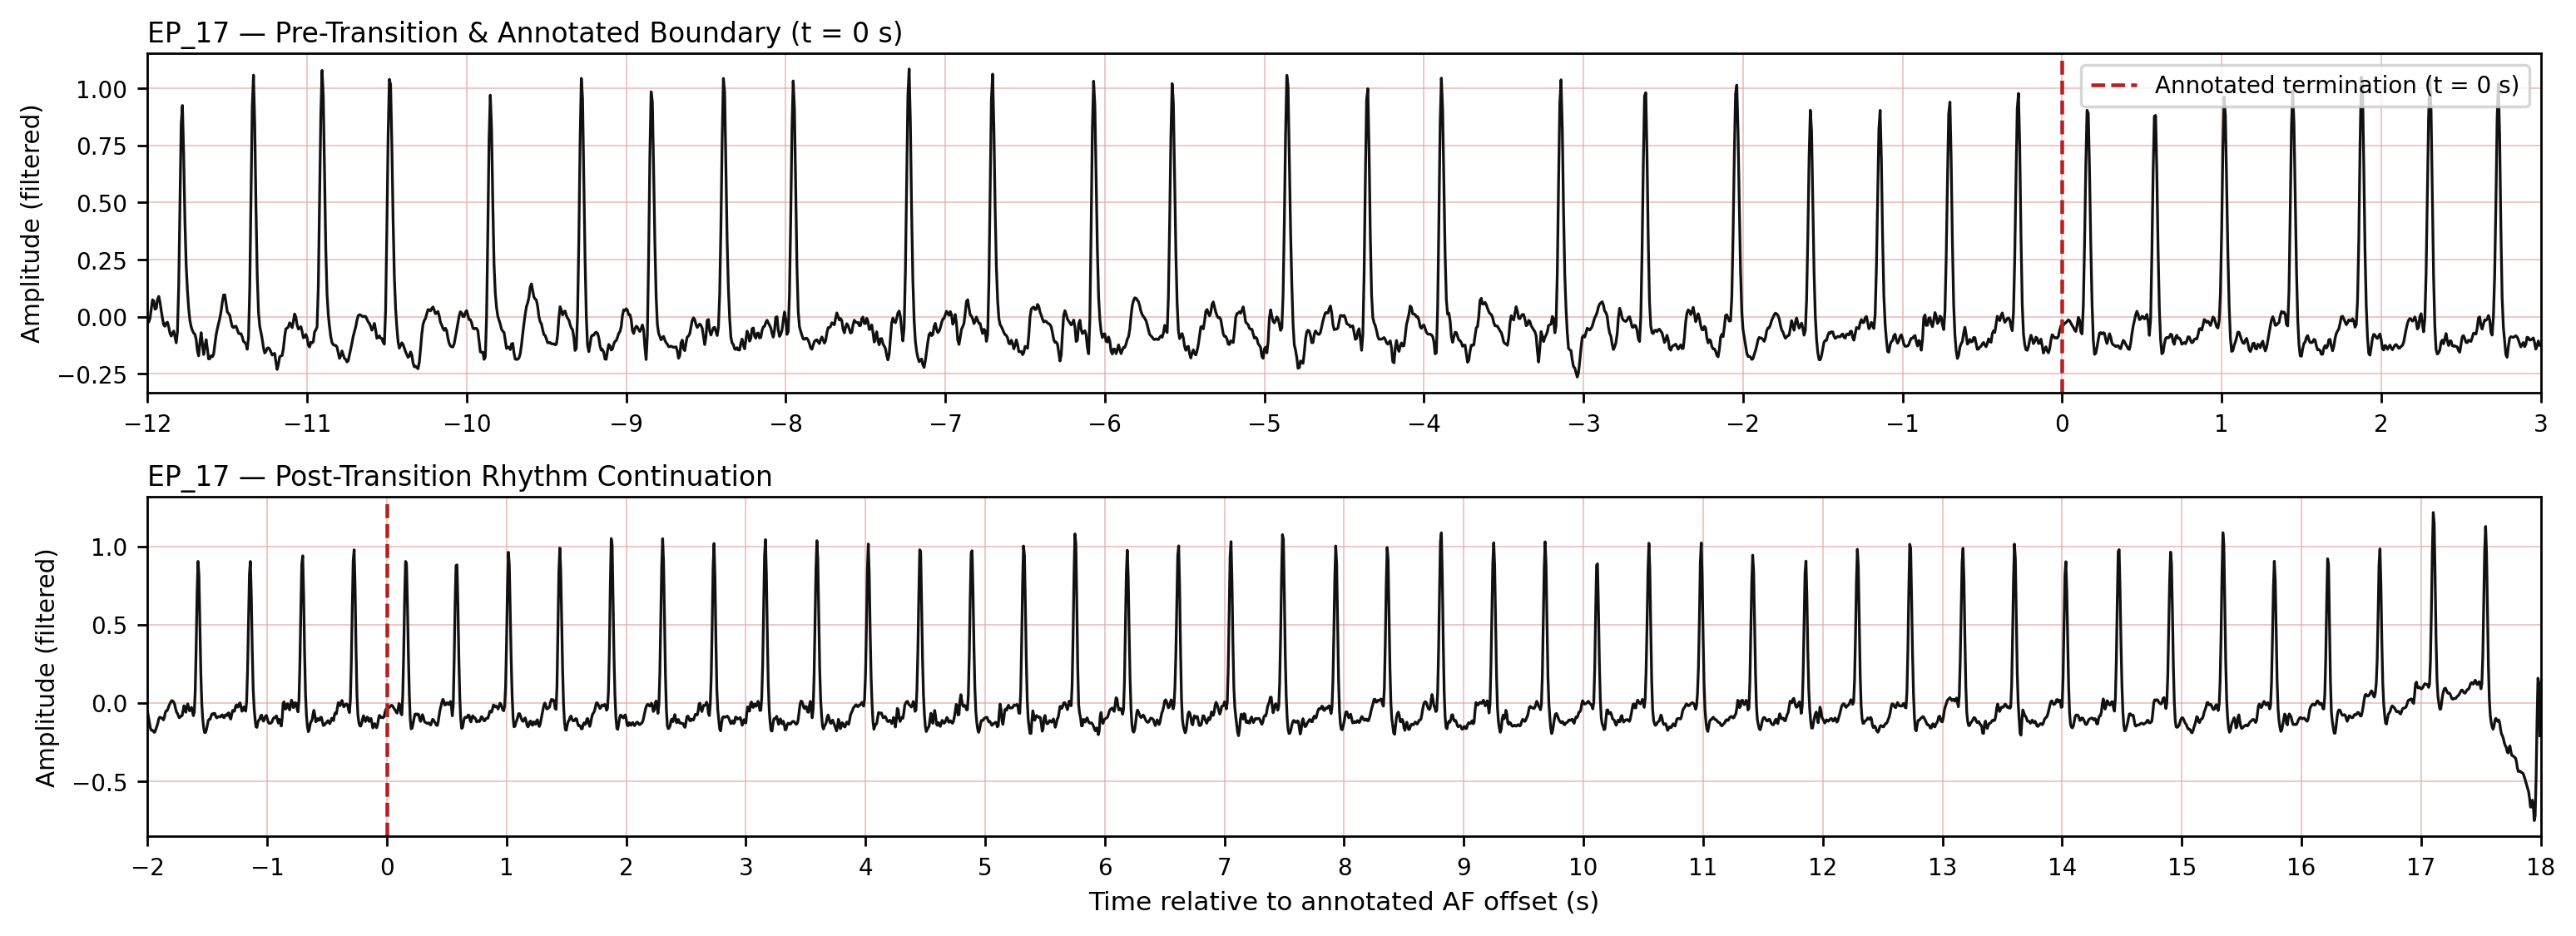 EP_17 — Pre-Transition & Annotated Boundary (t = 0 s)
Amplitude (filtered)
1.00
0.75
0.50
0.25
0.00
−0.25
Annotated termination (t = 0 s)
−12 −11 −10 −9 −8 −7 −6 −5 −4 −3 −2 −1 0 1 2 3
EP_17 — Post-Transition Rhythm Continuation
Amplitude (filtered)
1.0
0.5
0.0
−0.5
−2 −1 0 1 2 3 4 5 6 7 8 9 10 11 12 13 14 15 16 17 18
Time relative to annotated AF offset (s)